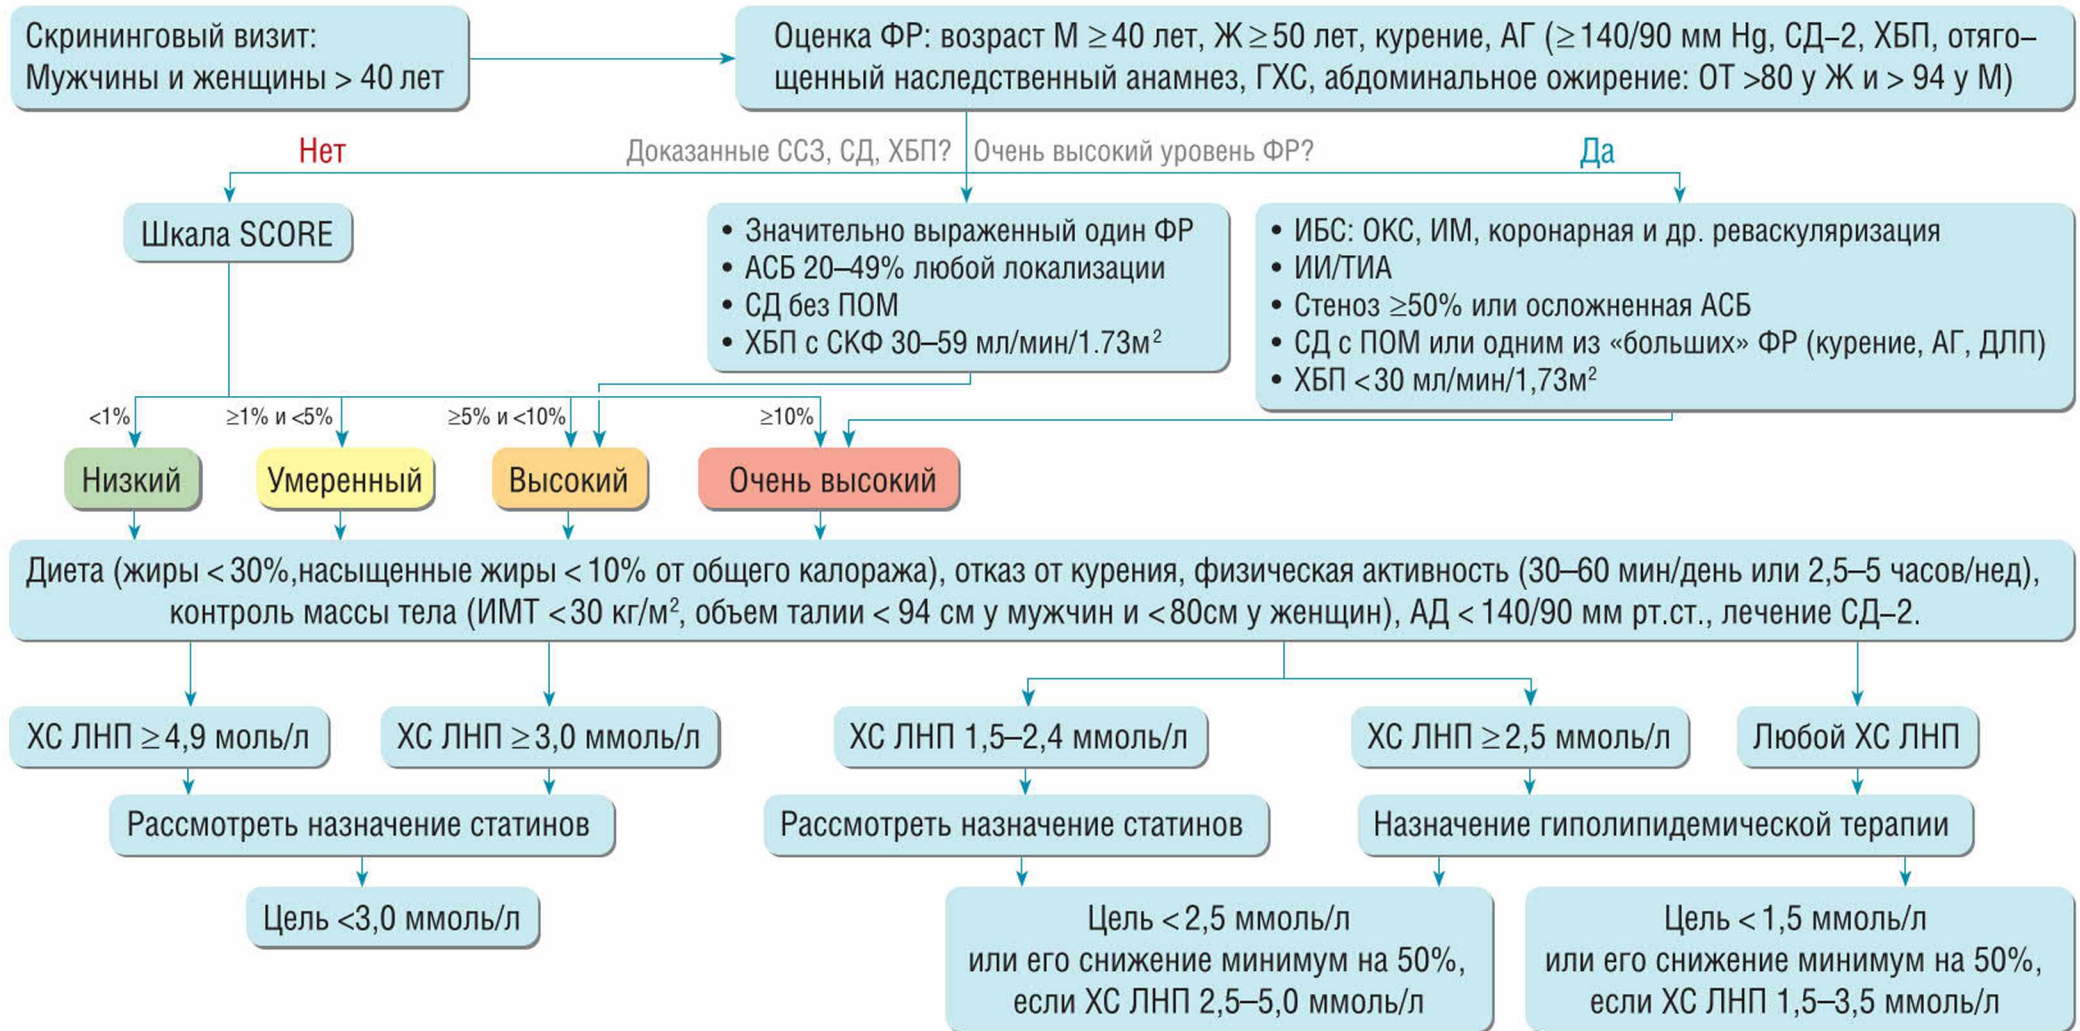 Скрининговый визит:
Мужчины и женщины > 40 лет
Оценка ФР: возраст М ≥ 40 лет, Ж ≥ 50 лет, курение, АГ (≥ 140/90 мм Hg, СД–2, ХБП, отяго–
щенный наследственный анамнез, ГХС, абдоминальное ожирение: ОТ >80 у Ж и > 94 у М)
Нет
Доказанные ССЗ, СД, ХБП?
Очень высокий уровень ФР?
Да
Шкала SCORE
• Значительно выраженный один ФР
• АСБ 20–49% любой локализации
• СД без ПОМ
• ХБП с СКФ 30–59 мл/мин/1.73м²
• ИБС: ОКС, ИМ, коронарная и др. реваскуляризация
• ИИ/ТИА
• Стеноз ≥50% или осложненная АСБ
• СД с ПОМ или одним из «больших» ФР (курение, АГ, ДЛП)
• ХБП < 30 мл/мин/1,73м²
<1%
≥1% и <5%
≥5% и <10%
≥10%
Низкий
Умеренный
Высокий
Очень высокий
Диета (жиры < 30%,насыщенные жиры < 10% от общего калоража), отказ от курения, физическая активность (30–60 мин/день или 2,5–5 часов/нед),
контроль массы тела (ИМТ < 30 кг/м², объем талии < 94 см у мужчин и < 80см у женщин), АД < 140/90 мм рт.ст., лечение СД–2.
ХС ЛНП ≥ 4,9 моль/л
ХС ЛНП ≥ 3,0 ммоль/л
ХС ЛНП 1,5–2,4 ммоль/л
ХС ЛНП ≥ 2,5 ммоль/л
Любой ХС ЛНП
Рассмотреть назначение статинов
Рассмотреть назначение статинов
Назначение гиполипидемической терапии
Цель <3,0 ммоль/л
Цель < 2,5 ммоль/л
или его снижение минимум на 50%,
если ХС ЛНП 2,5–5,0 ммоль/л
Цель < 1,5 ммоль/л
или его снижение минимум на 50%,
если ХС ЛНП 1,5–3,5 ммоль/л